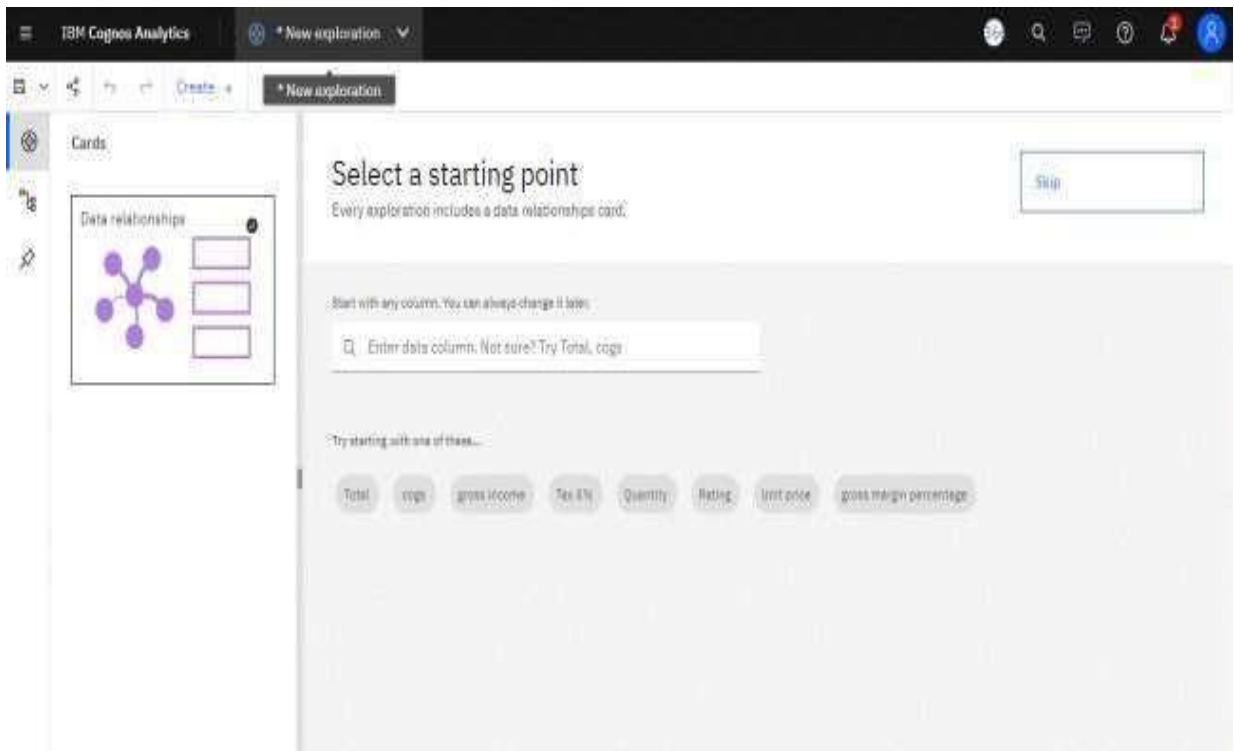 IBM Cognos Analytics
* New exploration
Create +
* New exploration
Cards
Data relationships
Select a starting point
Every exploration includes a data relationships card.
Skip
Start with any column. You can always change it later.
Enter data column. Not sure? Try Total, cogs
Try starting with one of these...
Total cogs gross income Tax 5% Quantity Rating Unit price gross margin percentage